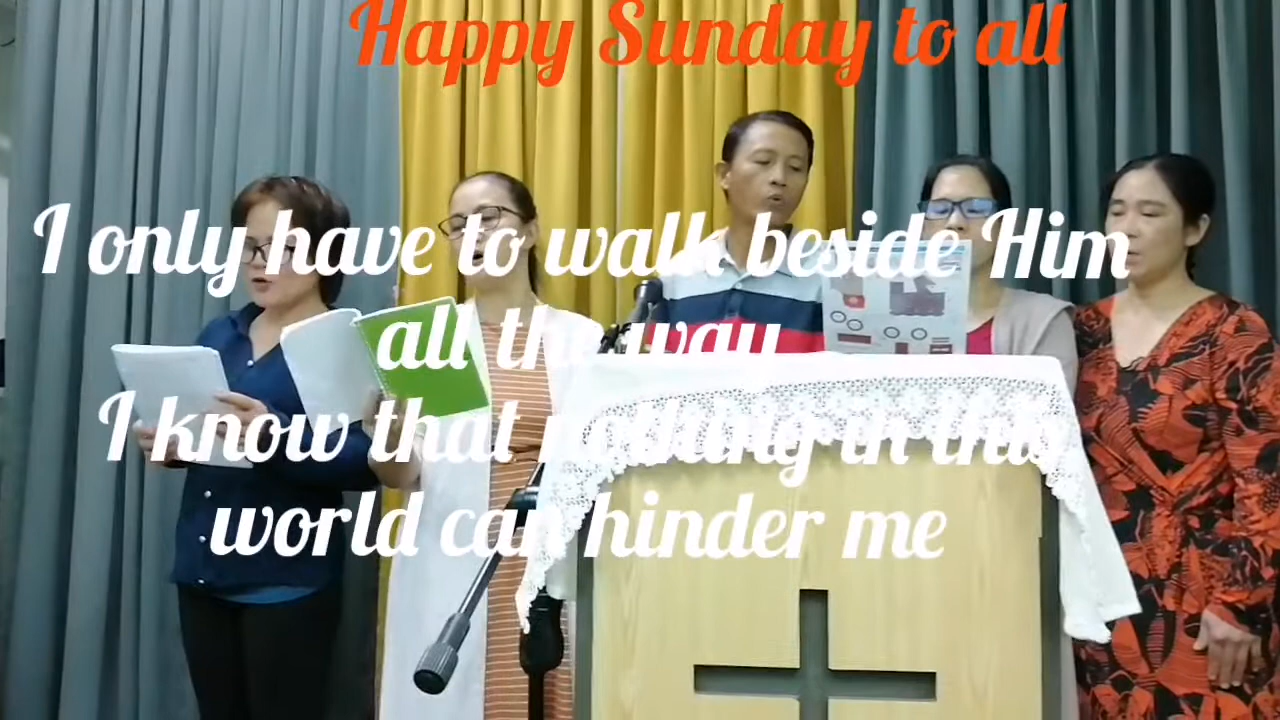 Happy Sunday to all
I only have to walk beside Him
all the way
I know that nothing in this
world can hinder me